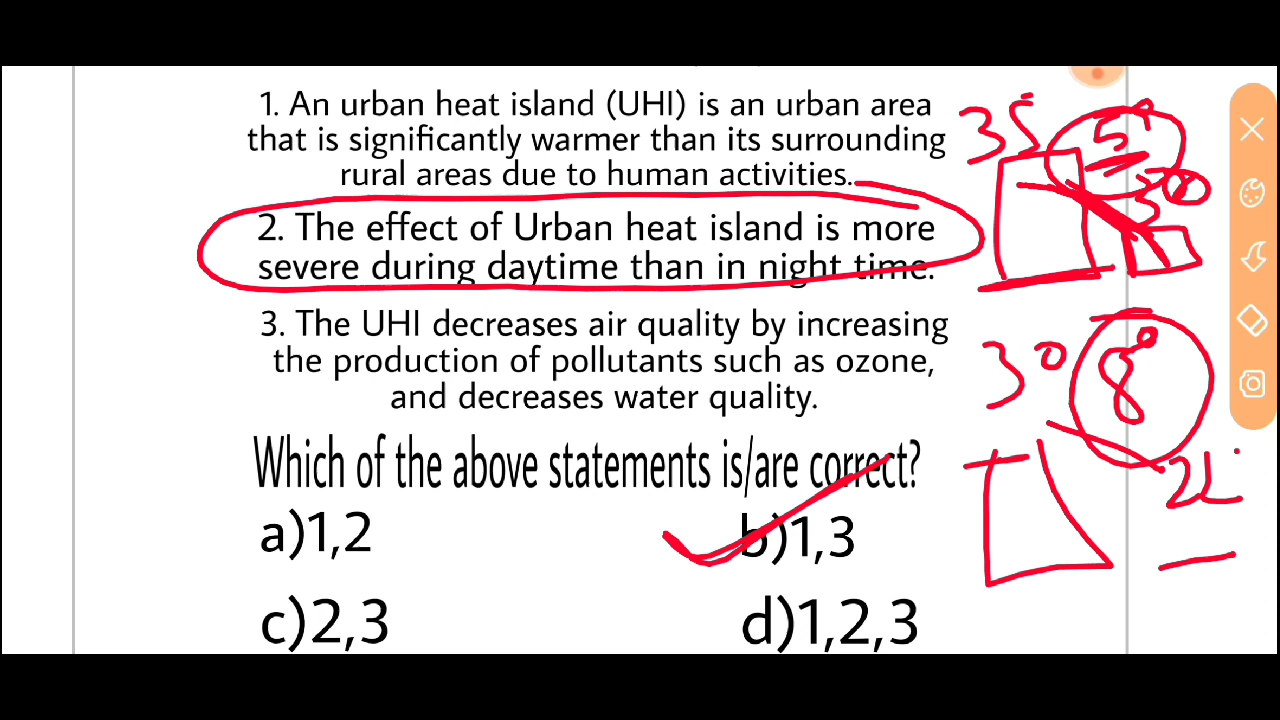 1. An urban heat island (UHI) is an urban area
that is significantly warmer than its surrounding
rural areas due to human activities.
2. The effect of Urban heat island is more
severe during daytime than in night time.
3. The UHI decreases air quality by increasing
the production of pollutants such as ozone,
and decreases water quality.
Which of the above statements is/are correct?
a)1,2
b)1,3
c)2,3
d)1,2,3
35
5°
30
8°